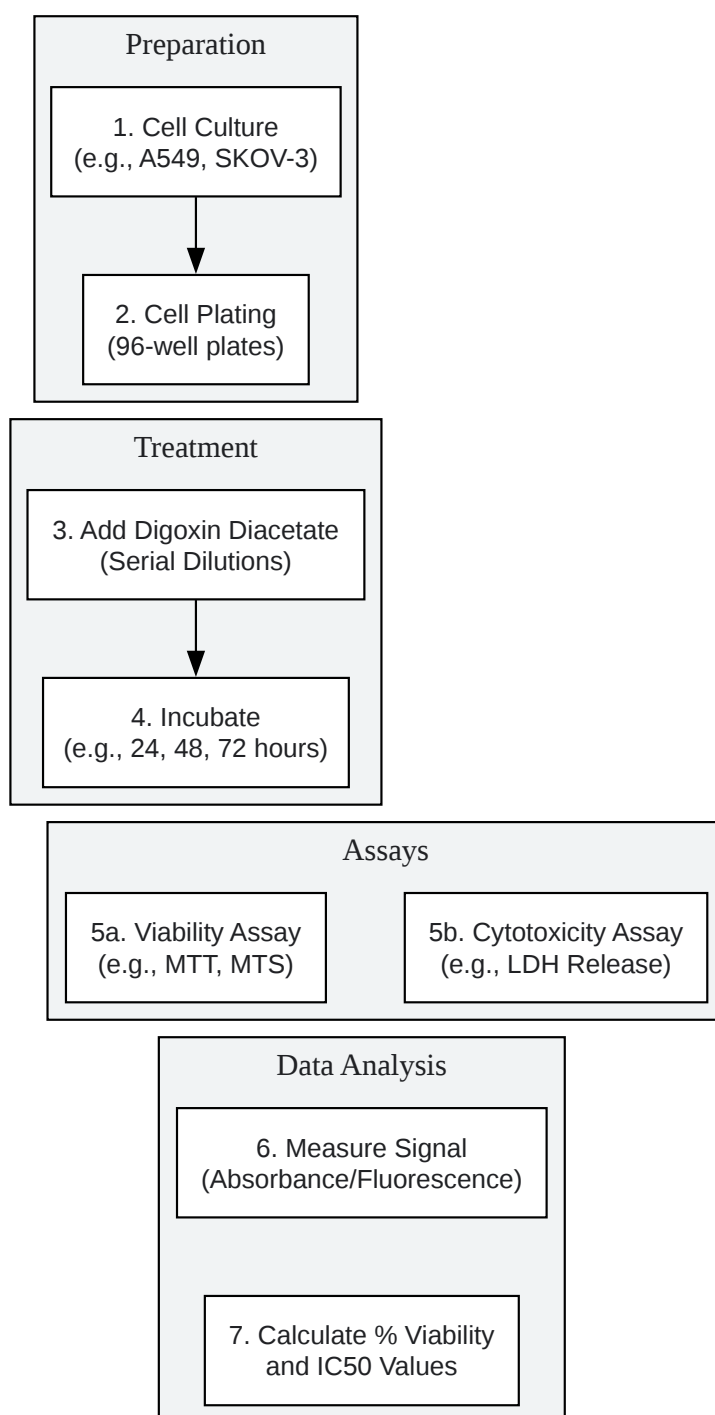 Preparation
1. Cell Culture
(e.g., A549, SKOV-3)
2. Cell Plating
(96-well plates)
Treatment
3. Add Digoxin Diacetate
(Serial Dilutions)
4. Incubate
(e.g., 24, 48, 72 hours)
Assays
5a. Viability Assay
(e.g., MTT, MTS)
5b. Cytotoxicity Assay
(e.g., LDH Release)
Data Analysis
6. Measure Signal
(Absorbance/Fluorescence)
7. Calculate % Viability
and IC50 Values